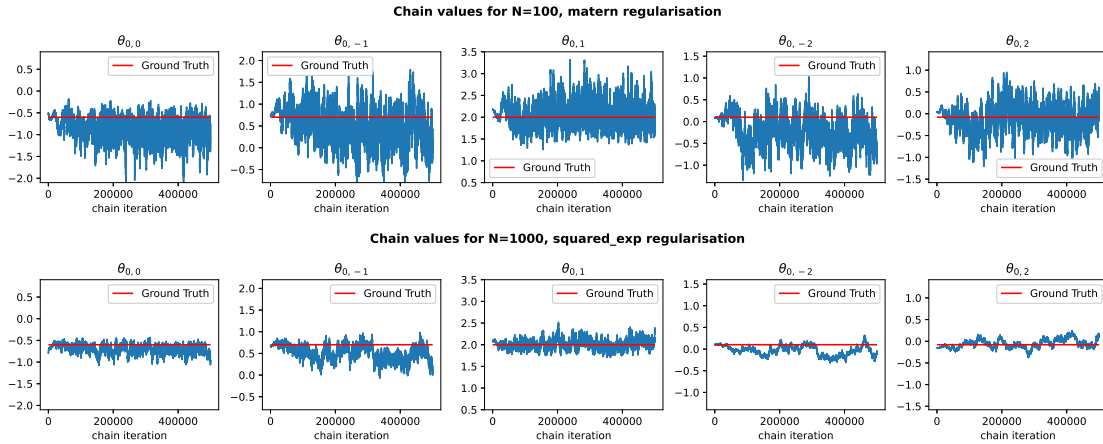 Chain values for N=100, matern regularisation
θ0,0
θ0,−1
θ0,1
θ0,−2
θ0,2
0.5
0.0
−0.5
−1.0
−1.5
−2.0
Ground Truth
0 200000 400000
chain iteration
2.0
1.5
1.0
0.5
0.0
−0.5
Ground Truth
0 200000 400000
chain iteration
3.5
3.0
2.5
2.0
1.5
1.0
0.5
Ground Truth
0 200000 400000
chain iteration
1.5
1.0
0.5
0.0
−0.5
−1.0
Ground Truth
0 200000 400000
chain iteration
1.0
0.5
0.0
−0.5
−1.0
−1.5
Ground Truth
0 200000 400000
chain iteration
Chain values for N=1000, squared_exp regularisation
θ0,0
θ0,−1
θ0,1
θ0,−2
θ0,2
0.5
0.0
−0.5
−1.0
−1.5
−2.0
Ground Truth
0 200000 400000
chain iteration
2.0
1.5
1.0
0.5
0.0
−0.5
Ground Truth
0 200000 400000
chain iteration
3.5
3.0
2.5
2.0
1.5
1.0
0.5
Ground Truth
0 200000 400000
chain iteration
1.5
1.0
0.5
0.0
−0.5
−1.0
Ground Truth
0 200000 400000
chain iteration
1.0
0.5
0.0
−0.5
−1.0
−1.5
Ground Truth
0 200000 400000
chain iteration